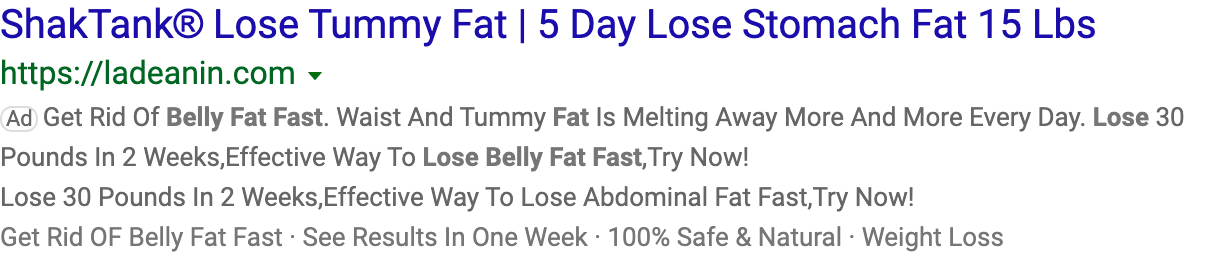 ShakTank® Lose Tummy Fat | 5 Day Lose Stomach Fat 15 Lbs
https://ladeanin.com
Ad Get Rid Of Belly Fat Fast. Waist And Tummy Fat Is Melting Away More And More Every Day. Lose 30
Pounds In 2 Weeks,Effective Way To Lose Belly Fat Fast,Try Now!
Lose 30 Pounds In 2 Weeks,Effective Way To Lose Abdominal Fat Fast,Try Now!
Get Rid OF Belly Fat Fast · See Results In One Week · 100% Safe & Natural · Weight Loss